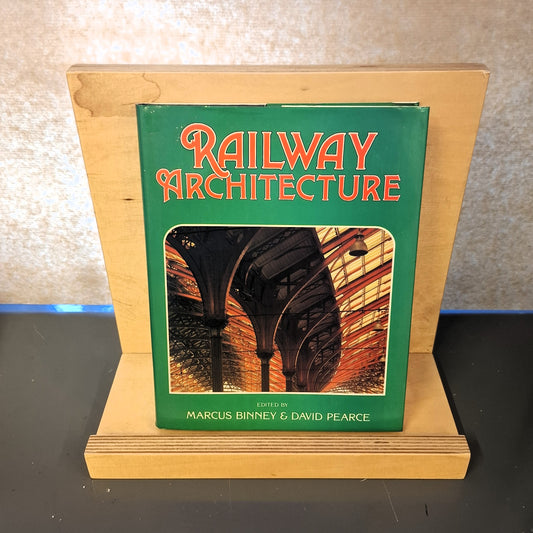 RAILWAY
ARCHITECTURE
EDITED BY
MARCUS BINNEY & DAVID PEARCE